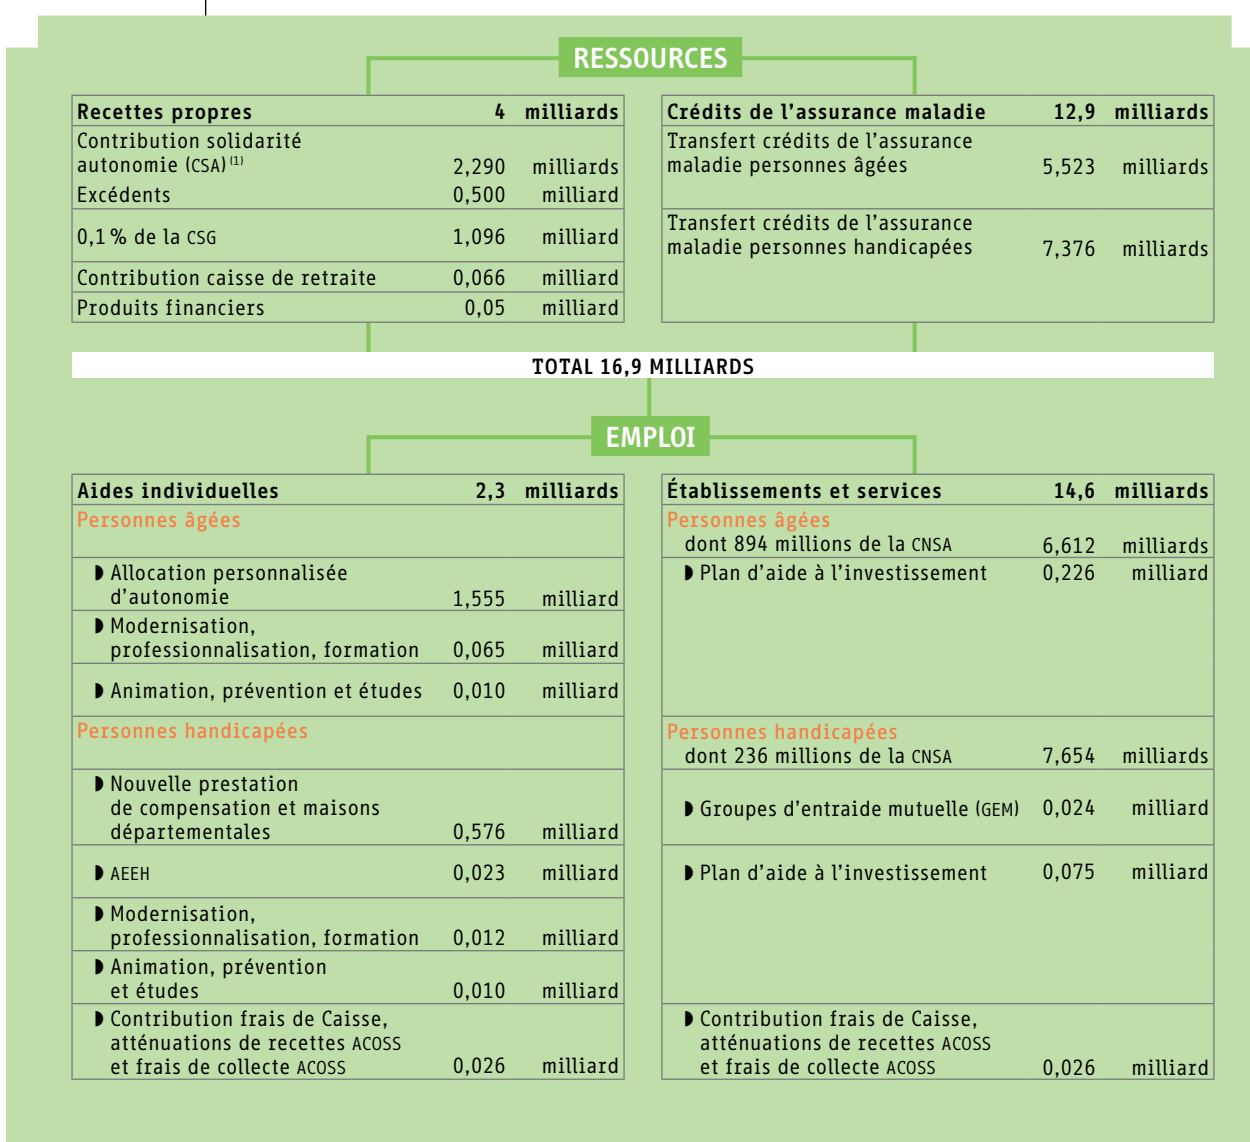 RESSOURCES
Recettes propres 4 milliards
Contribution solidarité
autonomie (CSA) (1) 2,290 milliards
Excédents 0,500 milliard
0,1 % de la CSG 1,096 milliard
Contribution caisse de retraite 0,066 milliard
Produits financiers 0,05 milliard
Crédits de l'assurance maladie 12,9 milliards
Transfert crédits de l'assurance
maladie personnes âgées 5,523 milliards
Transfert crédits de l'assurance
maladie personnes handicapées 7,376 milliards
TOTAL 16,9 MILLIARDS
EMPLOI
Aides individuelles 2,3 milliards
Personnes âgées
◗ Allocation personnalisée
d'autonomie 1,555 milliard
◗ Modernisation,
professionnalisation, formation 0,065 milliard
◗ Animation, prévention et études 0,010 milliard
Personnes handicapées
◗ Nouvelle prestation
de compensation et maisons
départementales 0,576 milliard
◗ AEEH 0,023 milliard
◗ Modernisation,
professionnalisation, formation 0,012 milliard
◗ Animation, prévention
et études 0,010 milliard
◗ Contribution frais de Caisse,
atténuations de recettes ACOSS
et frais de collecte ACOSS 0,026 milliard
Établissements et services 14,6 milliards
Personnes âgées
dont 894 millions de la CNSA 6,612 milliards
◗ Plan d'aide à l'investissement 0,226 milliard
Personnes handicapées
dont 236 millions de la CNSA 7,654 milliards
◗ Groupes d'entraide mutuelle (GEM) 0,024 milliard
◗ Plan d'aide à l'investissement 0,075 milliard
◗ Contribution frais de Caisse,
atténuations de recettes ACOSS
et frais de collecte ACOSS 0,026 milliard